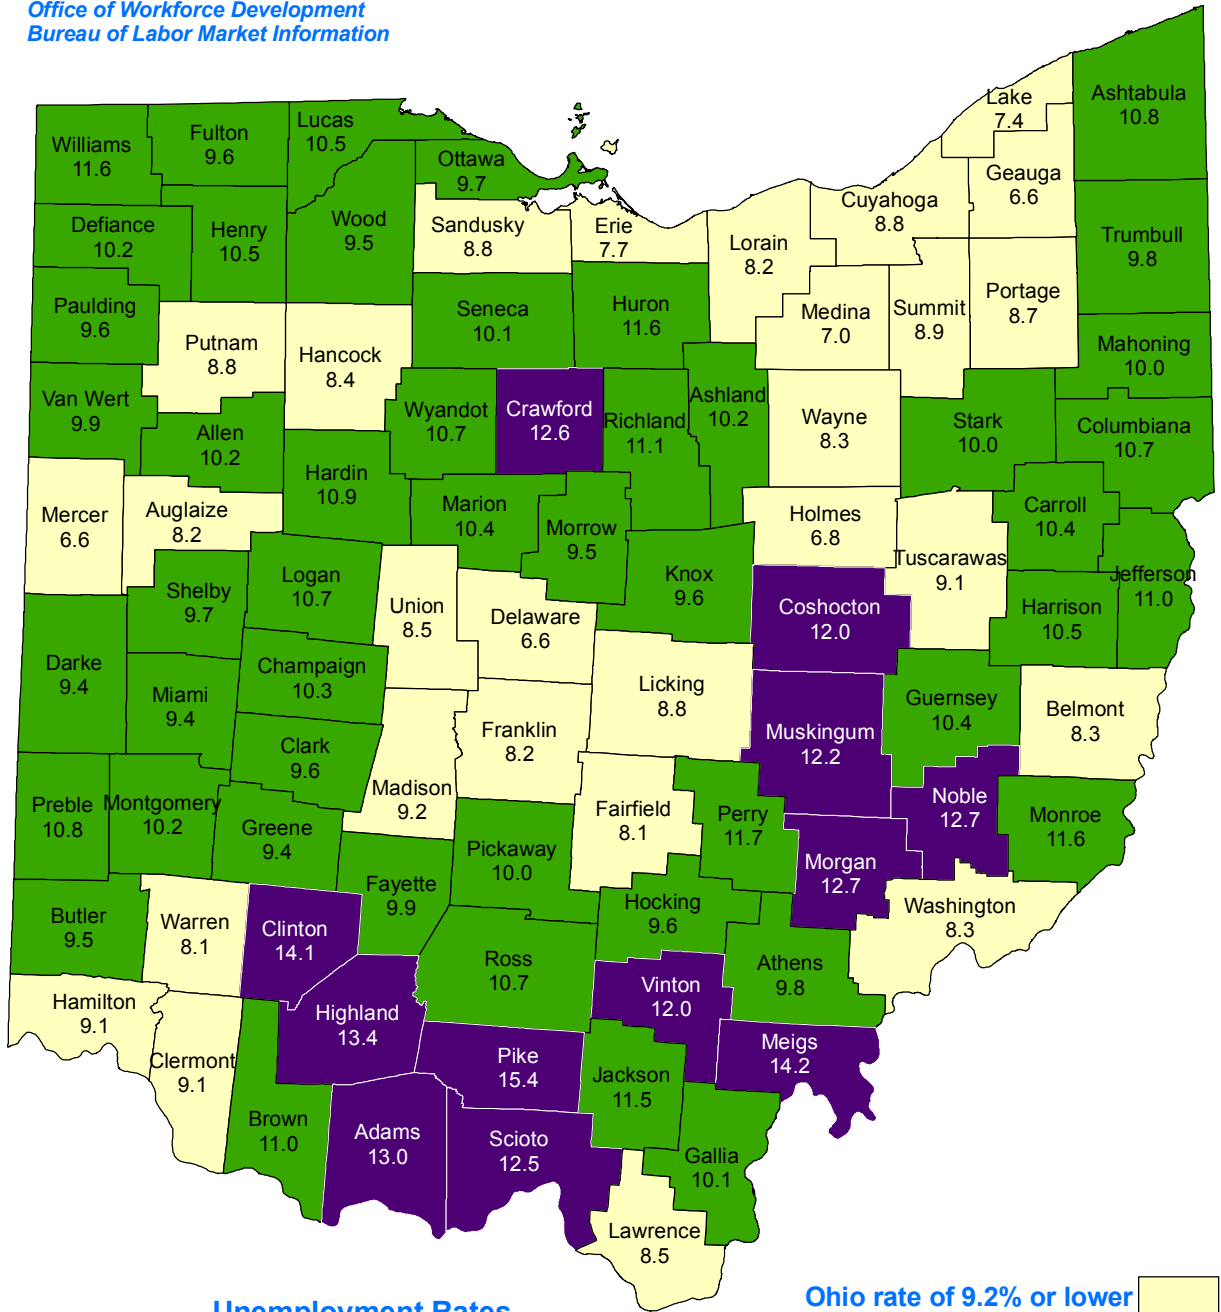 Office of Workforce Development
Bureau of Labor Market Information
Lake
7.4
Ashtabula
10.8
Williams
11.6
Fulton
9.6
Lucas
10.5
Ottawa
9.7
Geauga
6.6
Cuyahoga
8.8
Defiance
10.2
Henry
10.5
Wood
9.5
Sandusky
8.8
Erie
7.7
Lorain
8.2
Trumbull
9.8
Paulding
9.6
Seneca
10.1
Huron
11.6
Medina
7.0
Summit
8.9
Portage
8.7
Putnam
8.8
Hancock
8.4
Mahoning
10.0
Van Wert
9.9
Allen
10.2
Wyandot
10.7
Crawford
12.6
Richland
11.1
Ashland
10.2
Wayne
8.3
Stark
10.0
Columbiana
10.7
Hardin
10.9
Mercer
6.6
Auglaize
8.2
Marion
10.4
Morrow
9.5
Holmes
6.8
Carroll
10.4
Tuscarawas
9.1
Jefferson
11.0
Shelby
9.7
Logan
10.7
Union
8.5
Delaware
6.6
Knox
9.6
Coshocton
12.0
Harrison
10.5
Darke
9.4
Miami
9.4
Champaign
10.3
Licking
8.8
Guernsey
10.4
Belmont
8.3
Clark
9.6
Franklin
8.2
Muskingum
12.2
Madison
9.2
Preble
10.8
Montgomery
10.2
Greene
9.4
Fairfield
8.1
Perry
11.7
Noble
12.7
Monroe
11.6
Pickaway
10.0
Morgan
12.7
Fayette
9.9
Hocking
9.6
Washington
8.3
Butler
9.5
Warren
8.1
Clinton
14.1
Ross
10.7
Athens
9.8
Hamilton
9.1
Highland
13.4
Vinton
12.0
Clermont
9.1
Pike
15.4
Meigs
14.2
Jackson
11.5
Brown
11.0
Adams
13.0
Scioto
12.5
Gallia
10.1
Lawrence
8.5
Unemployment Rates
Ohio rate of 9.2% or lower